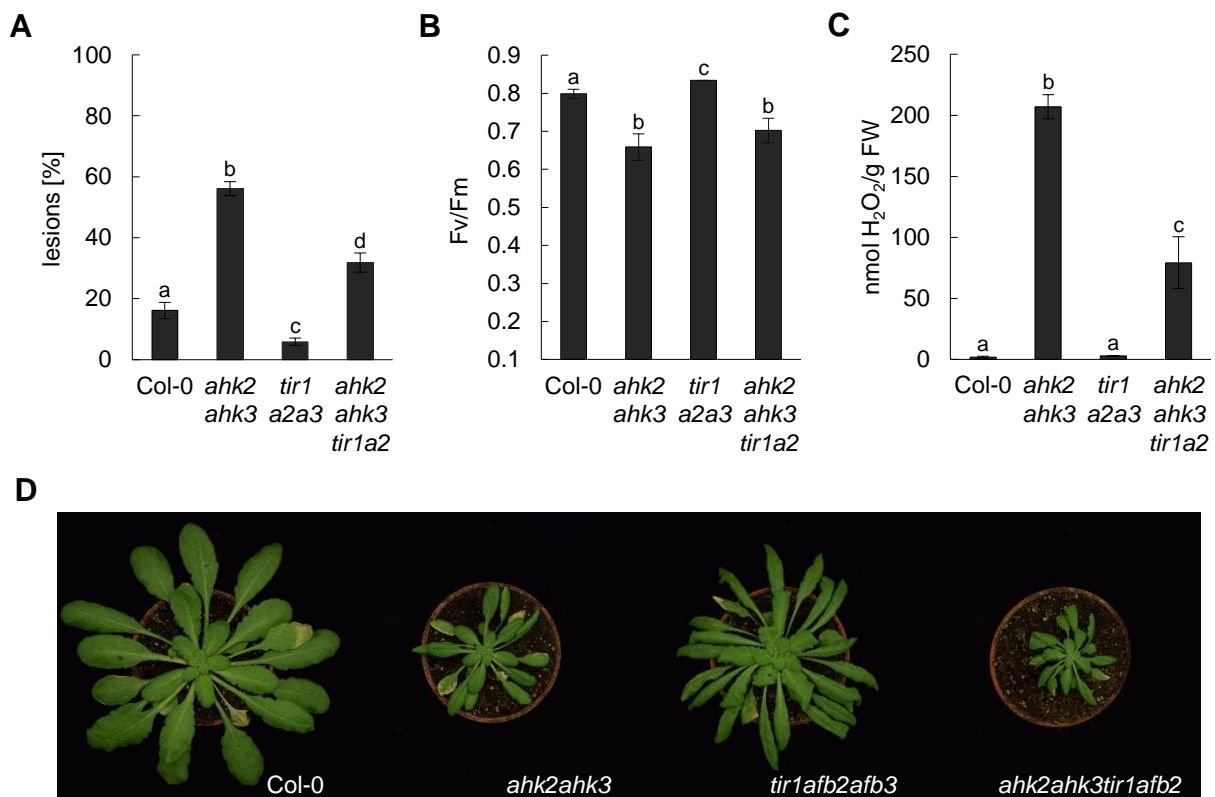 A
lesions [%]
100
80
60
40
20
0
a
b
c
d
Col-0
ahk2
ahk3
tir1
a2a3
ahk2
ahk3
tir1a2
B
Fv/Fm
0.9
0.8
0.7
0.6
0.5
0.4
0.3
0.2
0.1
a
b
c
b
Col-0
ahk2
ahk3
tir1
a2a3
ahk2
ahk3
tir1a2
C
nmol H₂O₂/g FW
250
200
150
100
50
0
a
b
a
c
Col-0
ahk2
ahk3
tir1
a2a3
ahk2
ahk3
tir1a2
D
Col-0
ahk2ahk3
tir1afb2afb3
ahk2ahk3tir1afb2